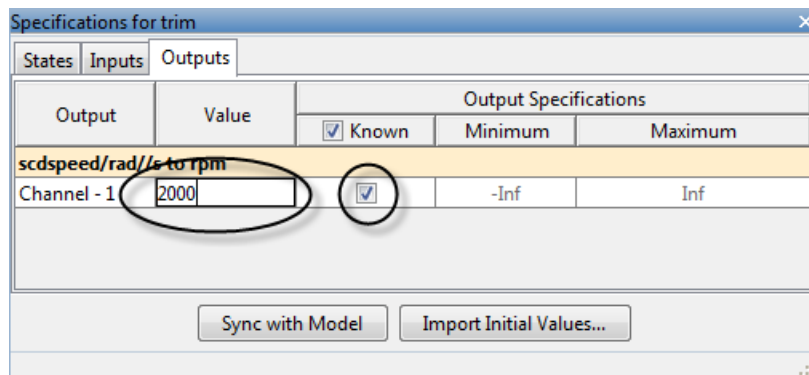 Specifications for trim
States Inputs Outputs
Output Value Output Specifications
Known Minimum Maximum
scdspeed/rad//s to rpm
Channel - 1 2000 -Inf Inf
Sync with Model Import Initial Values...